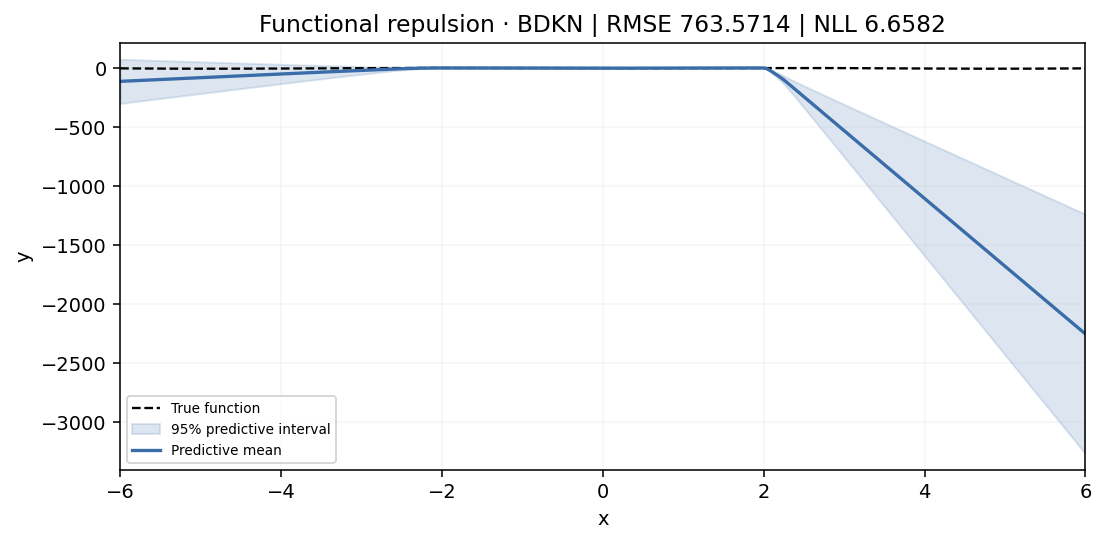 Functional repulsion · BDKN | RMSE 763.5714 | NLL 6.6582
y
0
−500
−1000
−1500
−2000
−2500
−3000
True function
95% predictive interval
Predictive mean
−6 −4 −2 0 2 4 6
x